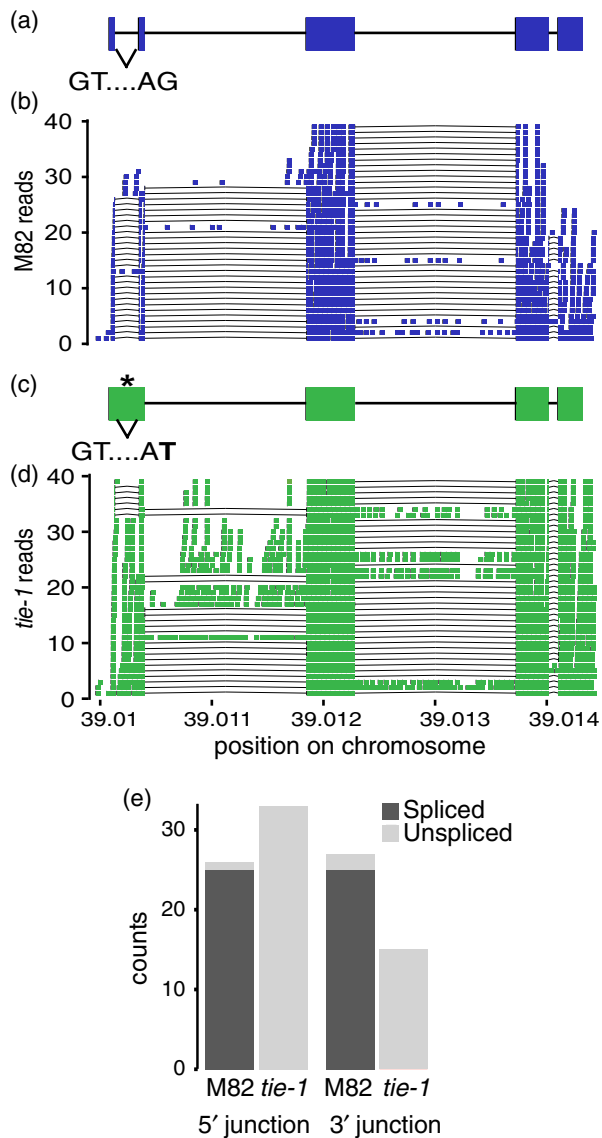 (a)
GT....AG
(b)
40
30
20
10
0
M82 reads
(c)
*
GT....AT
(d)
40
30
20
10
0
tie-1 reads
39.01 39.011 39.012 39.013 39.014
position on chromosome
(e)
Spliced
Unspliced
30
20
10
0
counts
M82 tie-1 M82 tie-1
5′ junction 3′ junction